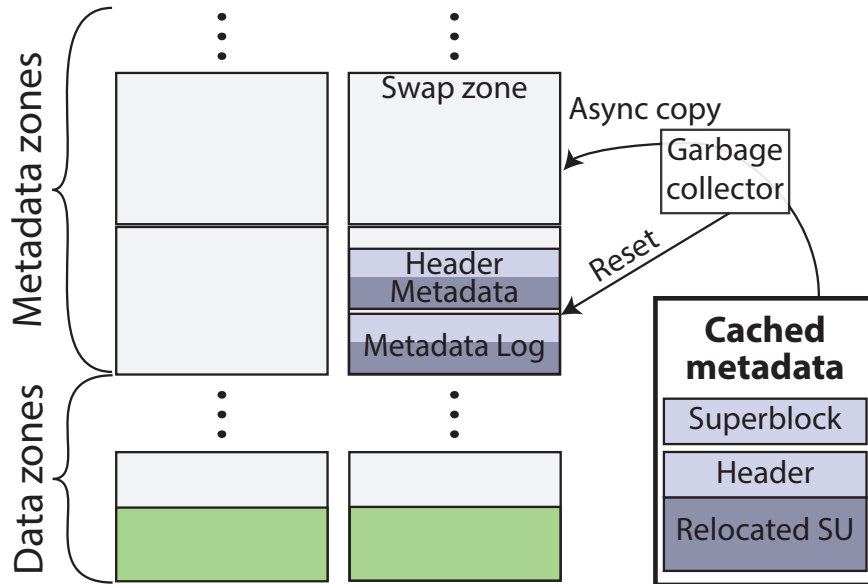 Metadata zones
Swap zone
Async copy
Garbage
collector
Reset
Header
Metadata
Metadata Log
Data zones
Cached
metadata
Superblock
Header
Relocated SU